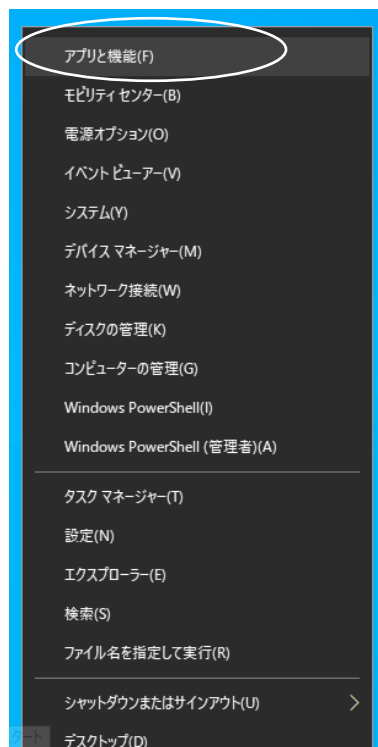 アプリと機能(F)
モビリティ センター(B)
電源オプション(O)
イベント ビューアー(V)
システム(Y)
デバイス マネージャー(M)
ネットワーク接続(W)
ディスクの管理(K)
コンピューターの管理(G)
Windows PowerShell(I)
Windows PowerShell (管理者)(A)
タスク マネージャー(T)
設定(N)
エクスプローラー(E)
検索(S)
ファイル名を指定して実行(R)
シャットダウンまたはサインアウト(U)
デスクトップ(D)